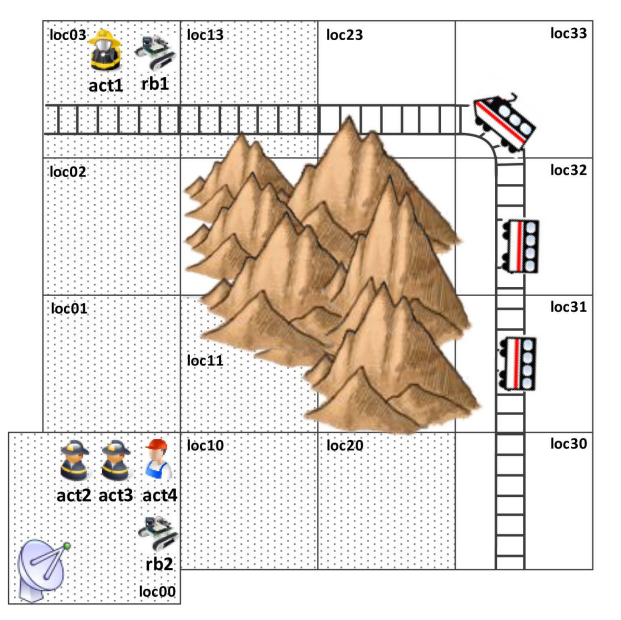 loc03 loc13 loc23 loc33
act1 rb1
loc02 loc32
loc01 loc31
loc11
loc10 loc20 loc30
act2 act3 act4
rb2
loc00